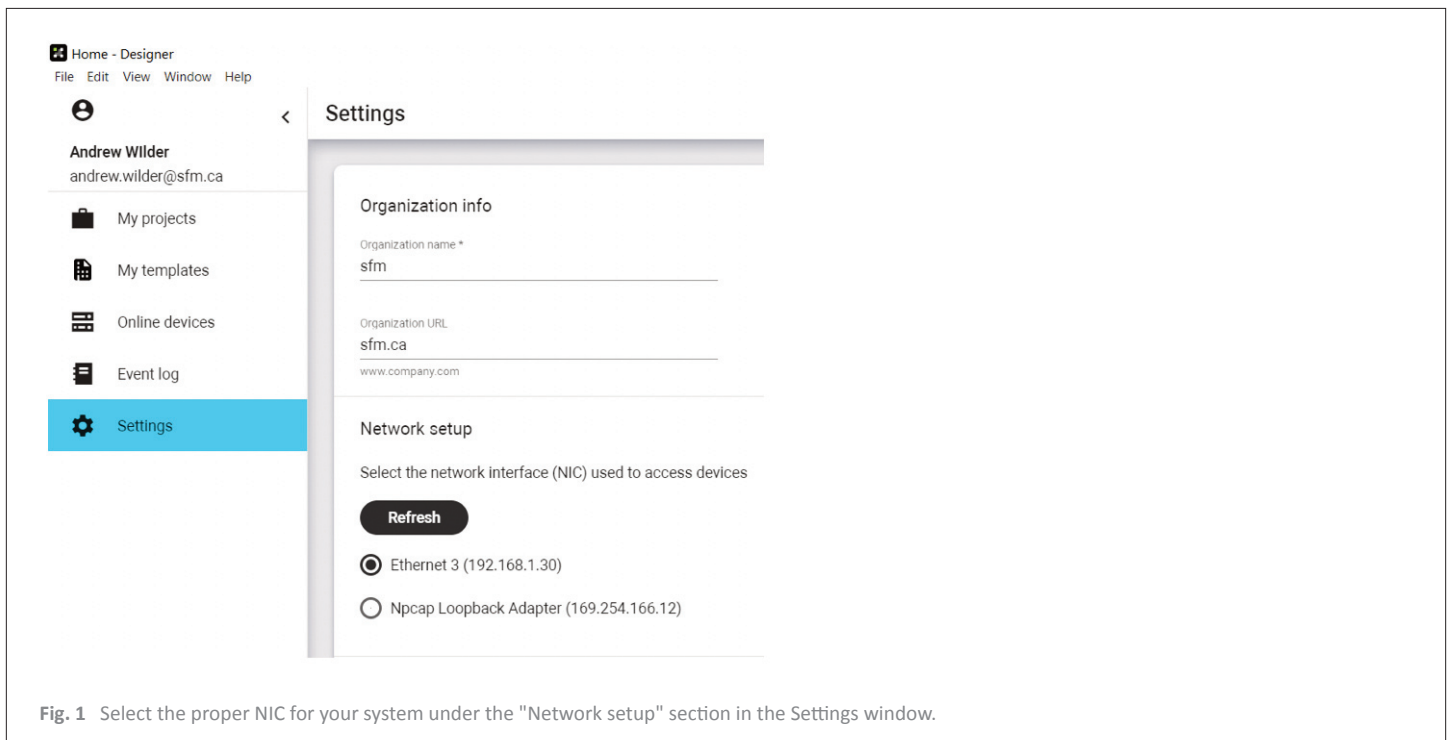 Home - Designer
File Edit View Window Help
Settings
Andrew WIlder
andrew.wilder@sfm.ca
My projects
My templates
Online devices
Event log
Settings
Organization info
Organization name *
sfm
Organization URL
sfm.ca
www.company.com
Network setup
Select the network interface (NIC) used to access devices
Refresh
Ethernet 3 (192.168.1.30)
Npcap Loopback Adapter (169.254.166.12)
Fig. 1 Select the proper NIC for your system under the "Network setup" section in the Settings window.